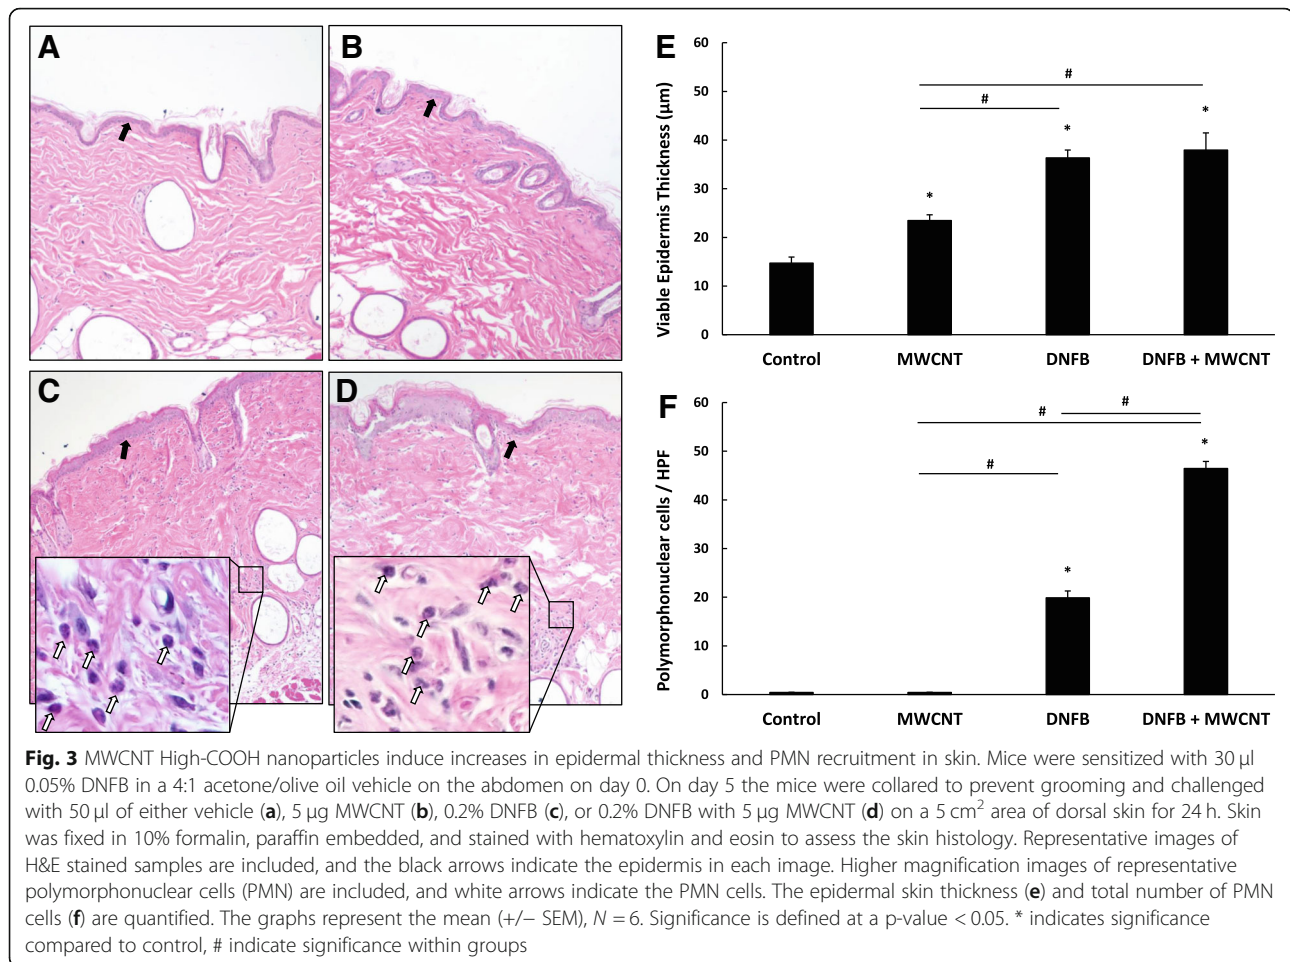 A
B
C
D
E
60
50
40
30
20
10
0
Viable Epidermis Thickness (µm)
#
#
*
*
*
Control MWCNT DNFB DNFB + MWCNT
F
60
50
40
30
20
10
0
Polymorphonuclear cells / HPF
#
#
#
*
*
Control MWCNT DNFB DNFB + MWCNT
Fig. 3 MWCNT High-COOH nanoparticles induce increases in epidermal thickness and PMN recruitment in skin. Mice were sensitized with 30 µl
0.05% DNFB in a 4:1 acetone/olive oil vehicle on the abdomen on day 0. On day 5 the mice were collared to prevent grooming and challenged
with 50 µl of either vehicle (a), 5 µg MWCNT (b), 0.2% DNFB (c), or 0.2% DNFB with 5 µg MWCNT (d) on a 5 cm² area of dorsal skin for 24 h. Skin
was fixed in 10% formalin, paraffin embedded, and stained with hematoxylin and eosin to assess the skin histology. Representative images of
H&E stained samples are included, and the black arrows indicate the epidermis in each image. Higher magnification images of representative
polymorphonuclear cells (PMN) are included, and white arrows indicate the PMN cells. The epidermal skin thickness (e) and total number of PMN
cells (f) are quantified. The graphs represent the mean (+/− SEM), N = 6. Significance is defined at a p-value < 0.05. * indicates significance
compared to control, # indicate significance within groups